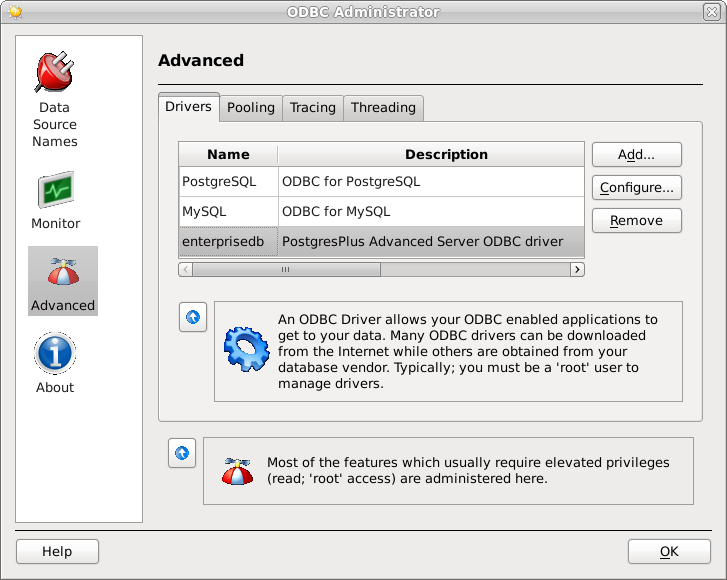 ODBC Administrator
Data
Source
Names
Monitor
Advanced
About
Advanced
Drivers
Pooling
Tracing
Threading
Name Description
PostgreSQL ODBC for PostgreSQL
MySQL ODBC for MySQL
enterprisedb PostgresPlus Advanced Server ODBC driver
Add...
Configure...
Remove
An ODBC Driver allows your ODBC enabled applications to
get to your data. Many ODBC drivers can be downloaded
from the Internet while others are obtained from your
database vendor. Typically; you must be a 'root' user to
manage drivers.
Most of the features which usually require elevated privileges
(read; 'root' access) are administered here.
Help
OK